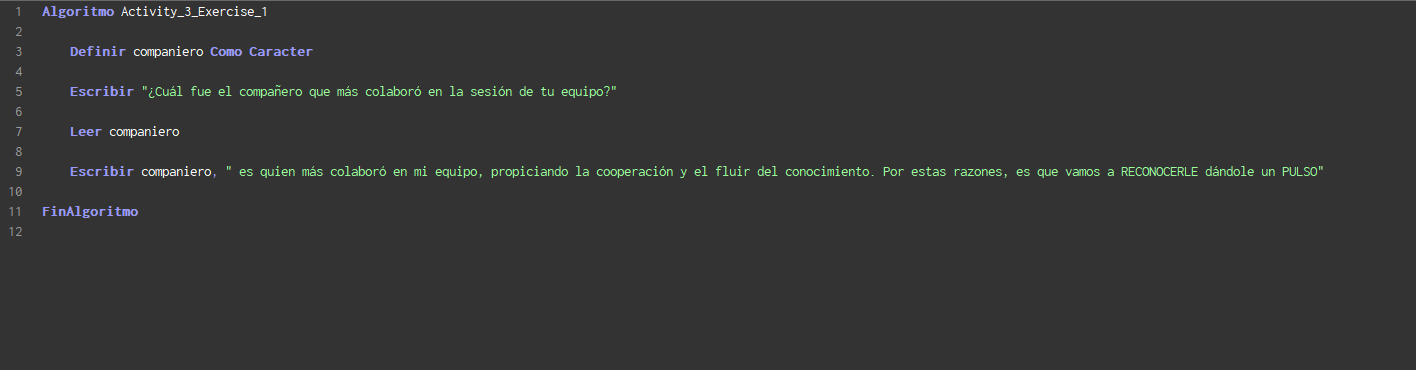 1 Algoritmo Activity_3_Exercise_1
2
3 Definir companiero Como Caracter
4
5 Escribir "¿Cuál fue el compañero que más colaboró en la sesión de tu equipo?"
6
7 Leer companiero
8
9 Escribir companiero, " es quien más colaboró en mi equipo, propiciando la cooperación y el fluir del conocimiento. Por estas razones, es que vamos a RECONOCERLE dándole un PULSO"
10
11 FinAlgoritmo
12